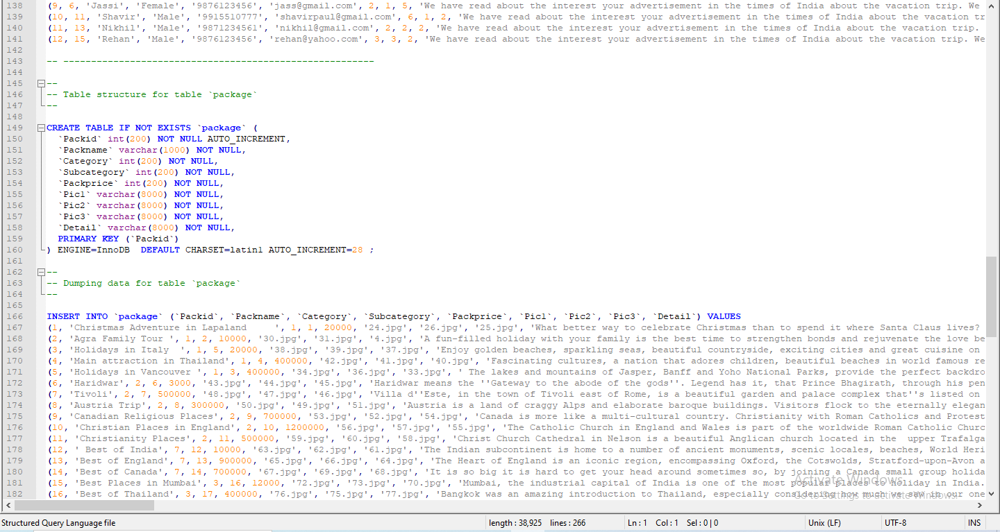 138 (9, 6, 'Jassi', 'Female', '9876123456', 'jass@gmail.com', 2, 1, 5, 'We have read about the interest your advertisement in the times of India about the vacation trip. We
139 (10, 11, 'Shavir', 'Male', '9915510777', 'shavirpaul@gmail.com', 6, 1, 2, 'We have read about the interest your advertisement in the times of India about the vacation tr
140 (11, 13, 'Nikhil', 'Male', '9871234561', 'nikhil@gmail.com', 2, 2, 2, 'We have read about the interest your advertisement in the times of India about the vacation trip.
141 (12, 15, 'Rehan', 'Male', '9876123456', 'rehan@yahoo.com', 3, 3, 2, 'We have read about the interest your advertisement in the times of India about the vacation trip. We
142
143 -- --------------------------------------------------------
144
145 --
146 -- Table structure for table `package`
147 --
148
149 CREATE TABLE IF NOT EXISTS `package` (
150 `Packid` int(200) NOT NULL AUTO_INCREMENT,
151 `Packname` varchar(1000) NOT NULL,
152 `Category` int(200) NOT NULL,
153 `Subcategory` int(200) NOT NULL,
154 `Packprice` int(200) NOT NULL,
155 `Pic1` varchar(8000) NOT NULL,
156 `Pic2` varchar(8000) NOT NULL,
157 `Pic3` varchar(8000) NOT NULL,
158 `Detail` varchar(8000) NOT NULL,
159 PRIMARY KEY (`Packid`)
160 ) ENGINE=InnoDB  DEFAULT CHARSET=latin1 AUTO_INCREMENT=28 ;
161
162 --
163 -- Dumping data for table `package`
164 --
165
166 INSERT INTO `package` (`Packid`, `Packname`, `Category`, `Subcategory`, `Packprice`, `Pic1`, `Pic2`, `Pic3`, `Detail`) VALUES
167 (1, 'Christmas Adventure in Lapaland     ', 1, 1, 20000, '24.jpg', '26.jpg', '25.jpg', 'What better way to celebrate Christmas than to spend it where Santa Claus lives?
168 (2, 'Agra Family Tour ', 1, 2, 10000, '30.jpg', '31.jpg', '4.jpg', 'A fun-filled holiday with your family is the best time to strengthen bonds and rejuvenate the love be
169 (3, 'Holidays in Italy  ', 1, 5, 20000, '38.jpg', '39.jpg', '37.jpg', 'Enjoy golden beaches, sparkling seas, beautiful countryside, exciting cities and great cuisine on
170 (4, 'Main attraction in Thailand', 1, 4, 400000, '42.jpg', '41.jpg', '40.jpg', 'Fascinating cultures, a nation that adores children, beautiful beaches in world famous re
171 (5, 'Holidays in Vancouver ', 1, 3, 400000, '34.jpg', '36.jpg', '33.jpg', ' The lakes and mountains of Jasper, Banff and Yoho National Parks, provide the perfect backdro
172 (6, 'Haridwar', 2, 6, 3000, '43.jpg', '44.jpg', '45.jpg', 'Haridwar means the ''Gateway to the abode of the gods''. Legend has it, that Prince Bhagirath, through his pen
173 (7, 'Tivoli', 2, 7, 500000, '48.jpg', '47.jpg', '46.jpg', 'Villa d''Este, in the town of Tivoli east of Rome, is a beautiful garden and palace complex that''s listed on
174 (8, 'Austria Trip', 2, 8, 300000, '50.jpg', '49.jpg', '51.jpg', 'Austria is a land of craggy Alps and elaborate baroque buildings. Visitors flock to the eternally elegan
175 (9, 'Canadian Religious Places', 2, 9, 700000, '53.jpg', '52.jpg', '54.jpg', 'Canada is more like a multi-cultural country. Christianity with Roman Catholics and Protest
176 (10, 'Christian Places in England', 2, 10, 1200000, '56.jpg', '57.jpg', '55.jpg', 'The Catholic Church in England and Wales is part of the worldwide Roman Catholic Churc
177 (11, 'Christianity Places', 2, 11, 500000, '59.jpg', '60.jpg', '58.jpg', 'Christ Church Cathedral in Nelson is a beautiful Anglican church located in the  upper Trafalga
178 (12, ' Best of India', 7, 12, 10000, '63.jpg', '62.jpg', '61.jpg', 'The Indian subcontinent is home to a number of ancient monuments, scenic locales, beaches, World Heri
179 (13, 'Best of England', 7, 13, 900000, '65.jpg', '66.jpg', '64.jpg', 'The Heart of England is an iconic region, encompassing Oxford, the Cotswolds, Stratford-upon-Avon a
180 (14, 'Best of Canada', 7, 14, 700000, '67.jpg', '69.jpg', '68.jpg', 'It is so big it is hard to get your head around sometimes so, by joining a Canada small group holida
181 (15, 'Best Places in Mumbai', 3, 16, 12000, '72.jpg', '73.jpg', '70.jpg', 'Mumbai, the industrial capital of India is one of the most popular places to holiday in India.
182 (16, 'Best of Thailand', 3, 17, 400000, '76.jpg', '75.jpg', '77.jpg', 'Bangkok was an amazing introduction to Thailand, especially considering how much we saw in our one
Activate Windows
Go to Settings to activate Windows.
Structured Query Language file length : 38,925 lines : 266 Ln : 1 Col : 1 Sel : 0 | 0 Unix (LF) UTF-8 INS